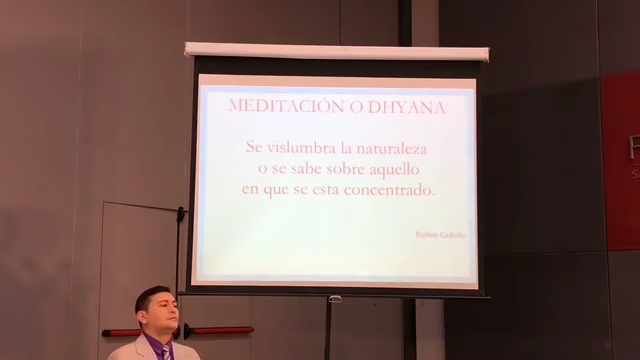 MEDITACIÓN O DHYANA
Se vislumbra la naturaleza
o se sabe sobre aquello
en que se esta concentrado.
Ruben Cedeño